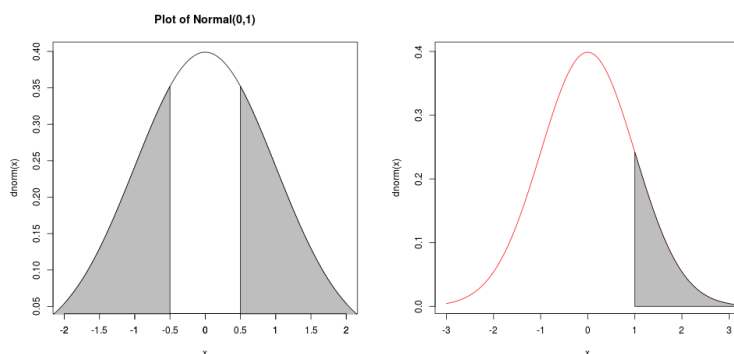 Plot of Normal(0,1)
dnorm(x)
0.40
0.35
0.30
0.25
0.20
0.15
0.10
0.05
-2 -1.5 -1 -0.5 0 0.5 1 1.5 2
x
dnorm(x)
0.4
0.3
0.2
0.1
0.0
-3 -2 -1 0 1 2 3
x